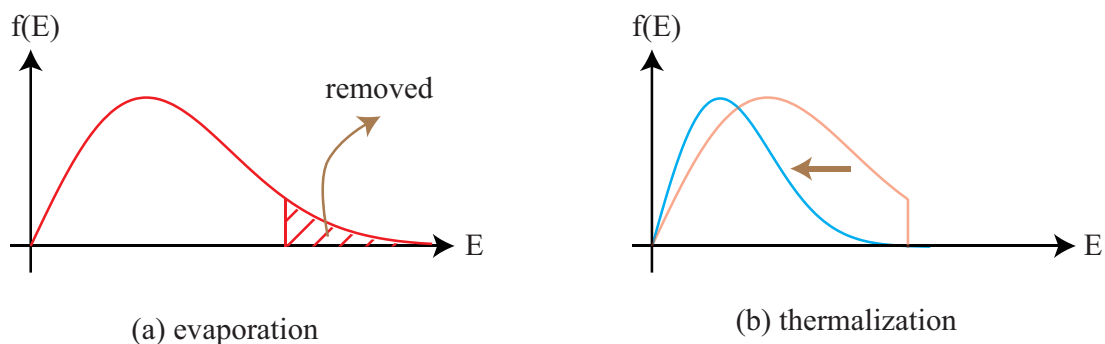 f(E)
removed
E
(a) evaporation
f(E)
E
(b) thermalization